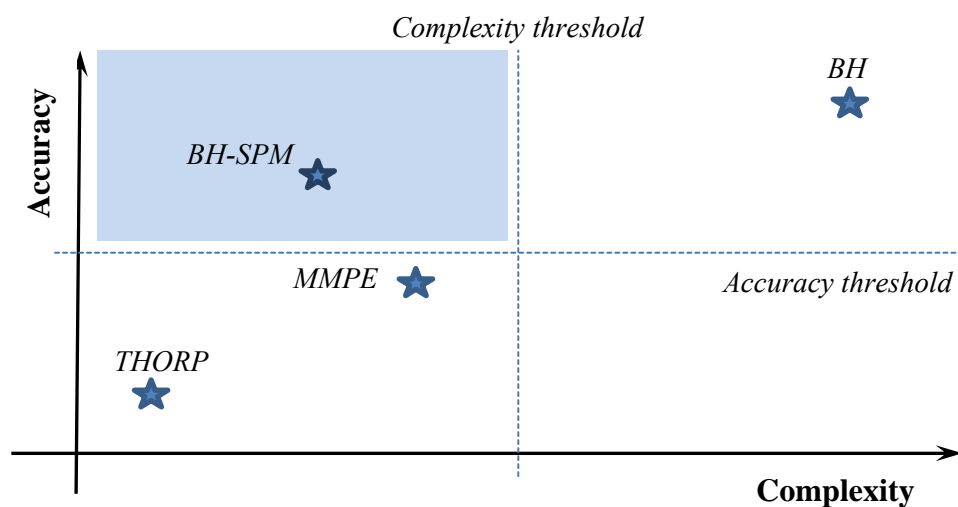 Complexity threshold
BH
Accuracy
BH-SPM
MMPE
Accuracy threshold
THORP
Complexity